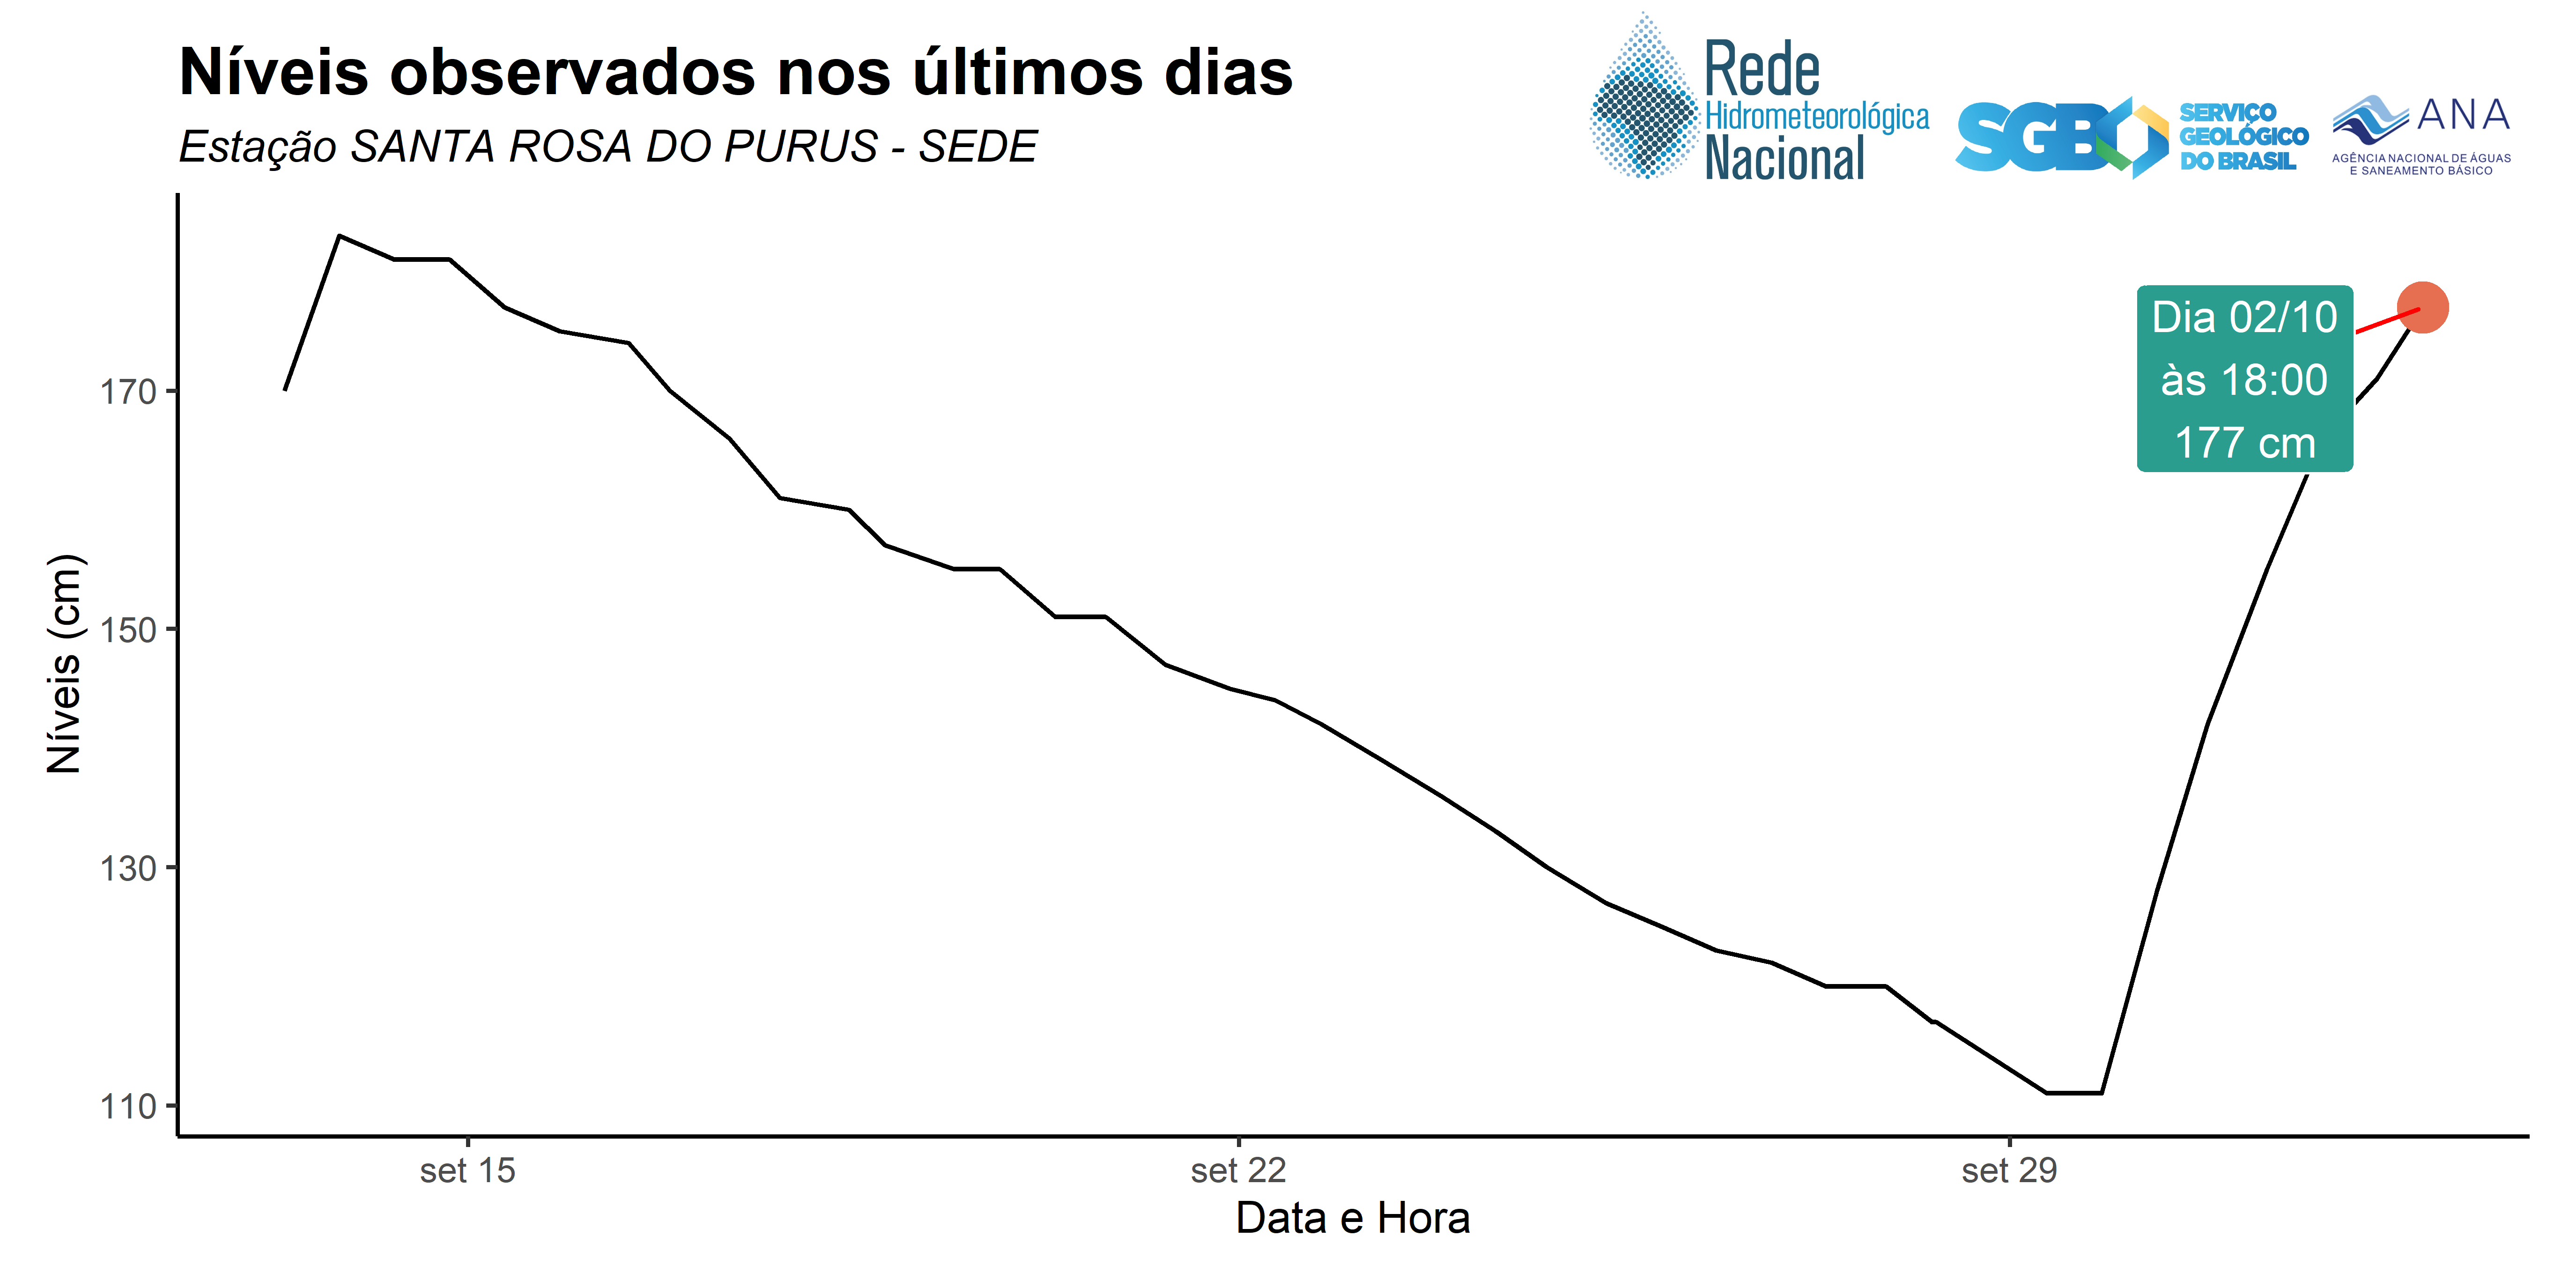 Níveis observados nos últimos dias
Estação SANTA ROSA DO PURUS - SEDE
Rede
Hidrometeorológica
Nacional
SGB
SERVIÇO
GEOLÓGICO
DO BRASIL
ANA
AGÊNCIA NACIONAL DE ÁGUAS
E SANEAMENTO BÁSICO
Níveis (cm)
170
150
130
110
Dia 02/10
às 18:00
177 cm
set 15
set 22
set 29
Data e Hora